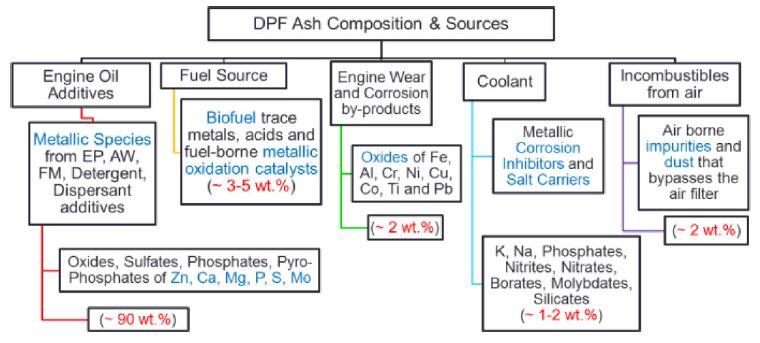 DPF Ash Composition & Sources
Engine Oil
Additives
Metallic Species
from EP, AW,
FM, Detergent,
Dispersant
additives
Oxides, Sulfates, Phosphates, Pyro-
Phosphates of Zn, Ca, Mg, P, S, Mo
(~ 90 wt.%)
Fuel Source
Biofuel trace
metals, acids and
fuel-borne metallic
oxidation catalysts
(~ 3-5 wt.%)
Engine Wear
and Corrosion
by-products
Oxides of Fe,
Al, Cr, Ni, Cu,
Co, Ti and Pb
(~ 2 wt.%)
Coolant
Metallic
Corrosion
Inhibitors and
Salt Carriers
K, Na, Phosphates,
Nitrites, Nitrates,
Borates, Molybdates,
Silicates
(~ 1-2 wt.%)
Incombustibles
from air
Air borne
impurities and
dust that
bypasses the
air filter
(~ 2 wt.%)